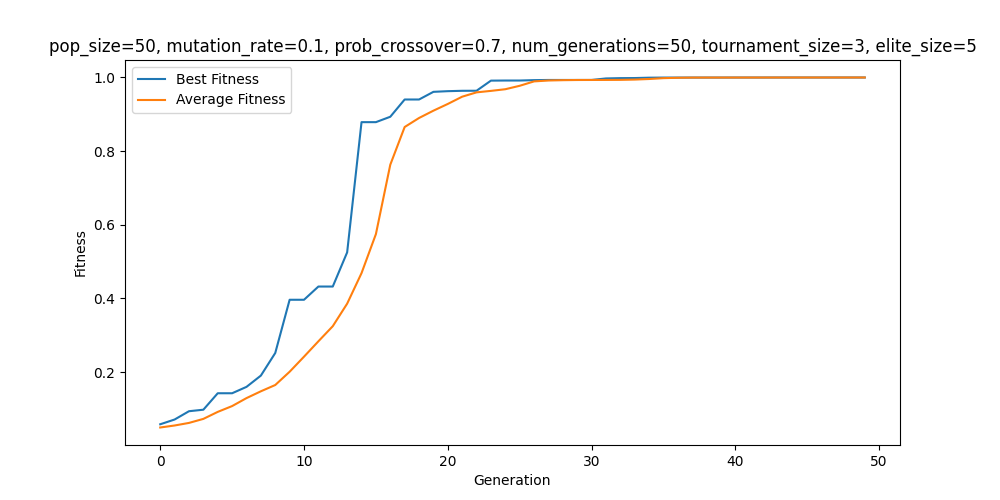 pop_size=50, mutation_rate=0.1, prob_crossover=0.7, num_generations=50, tournament_size=3, elite_size=5
Best Fitness
Average Fitness
1.0
0.8
0.6
0.4
0.2
Fitness
0 10 20 30 40 50
Generation